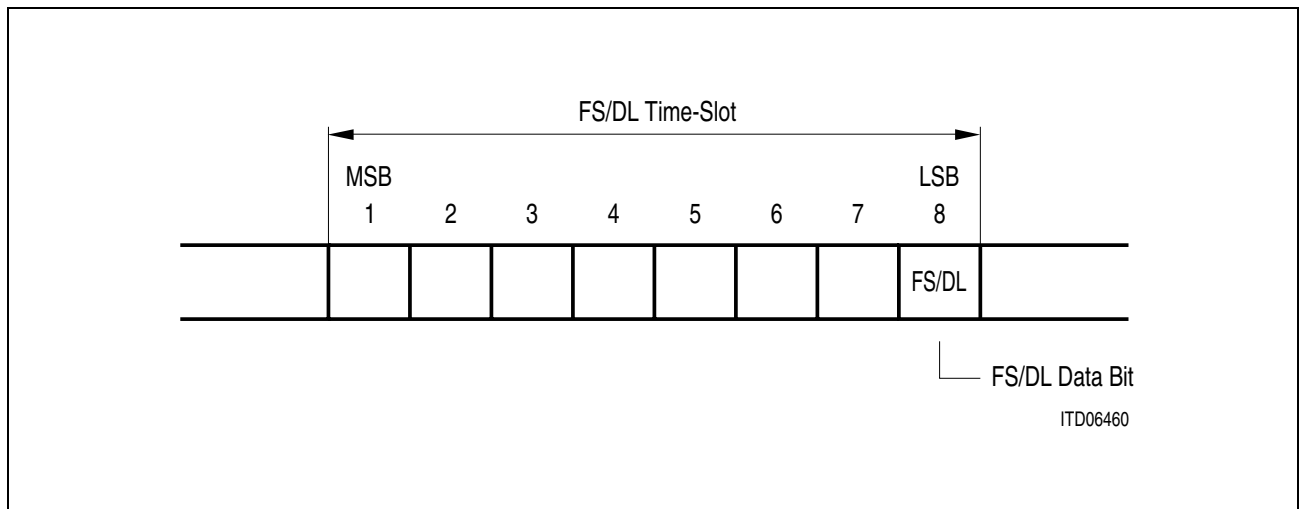 FS/DL Time-Slot
MSB LSB
1 2 3 4 5 6 7 8
FS/DL
FS/DL Data Bit
ITD06460